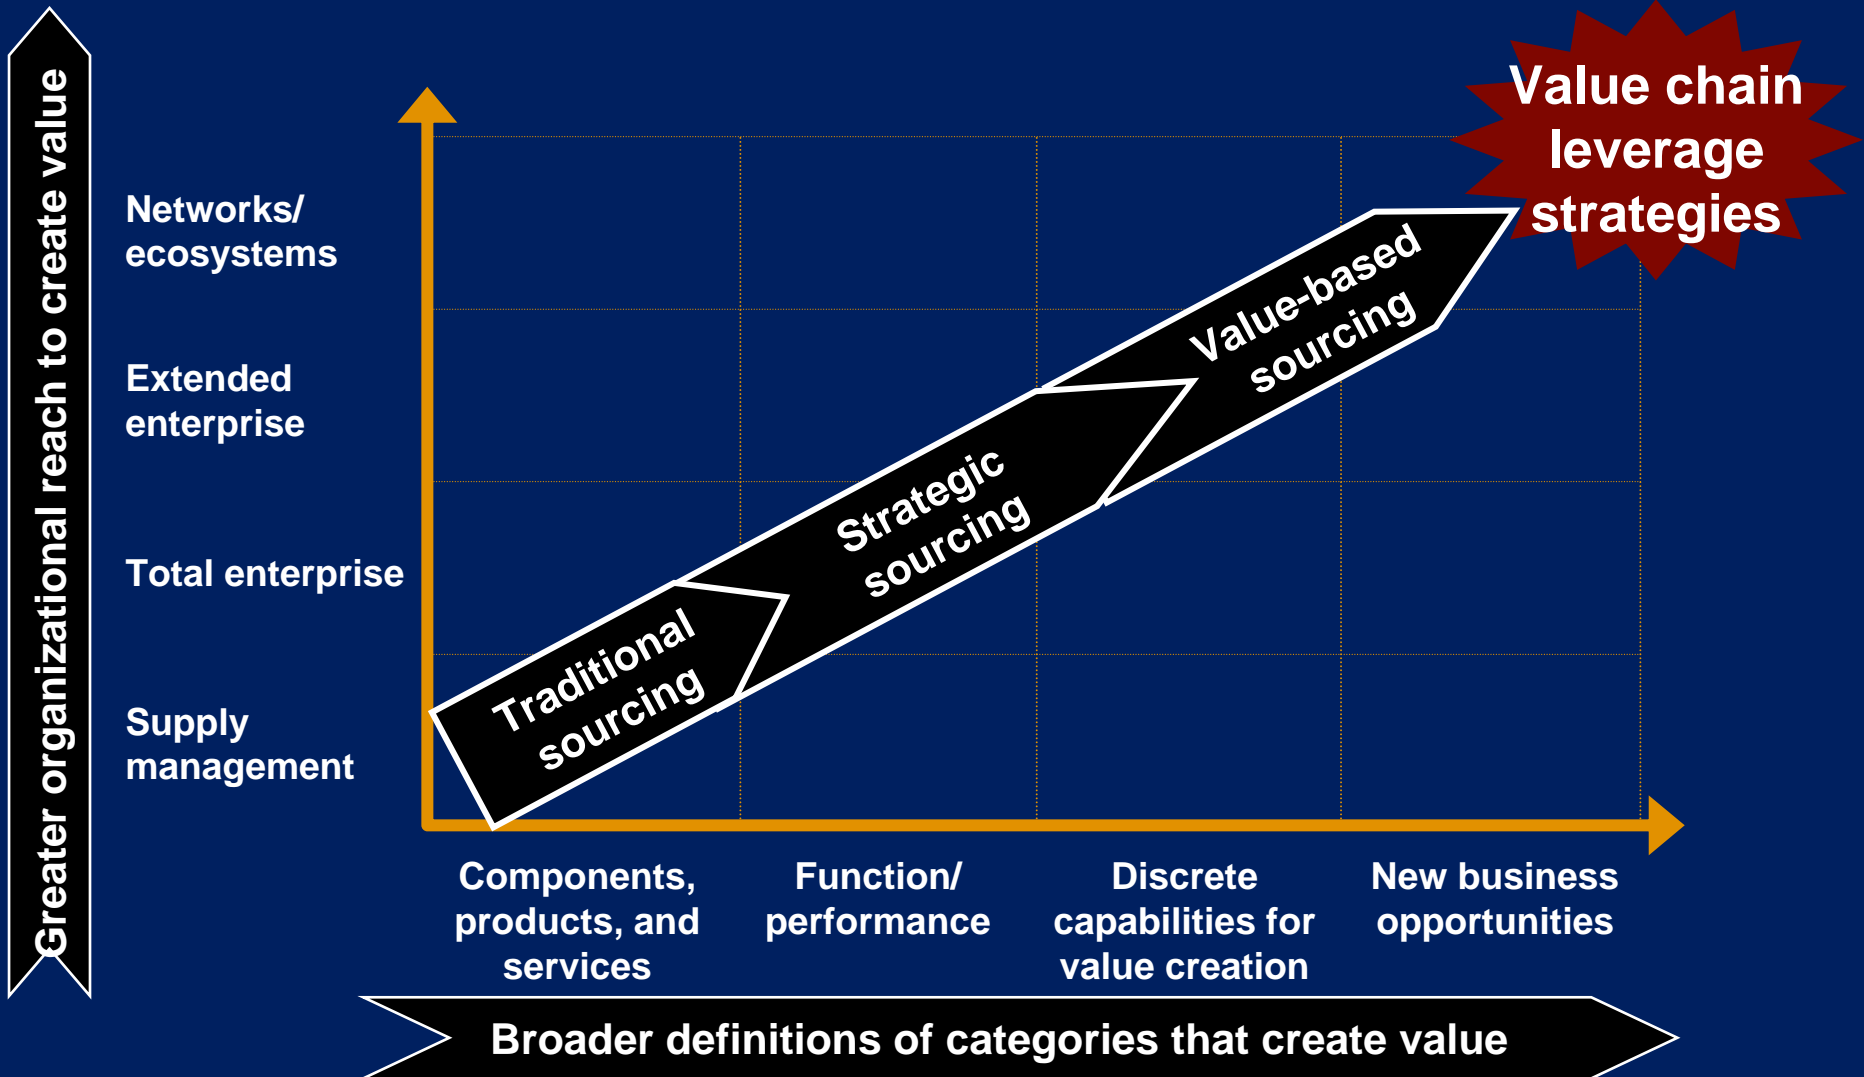 Greater organizational reach to create value
Value chain
leverage
strategies
Networks/
ecosystems
Extended
enterprise
Total enterprise
Supply
management
Value-based
sourcing
Strategic
sourcing
Traditional
sourcing
Components,
products, and
services
Function/
performance
Discrete
capabilities for
value creation
New business
opportunities
Broader definitions of categories that create value